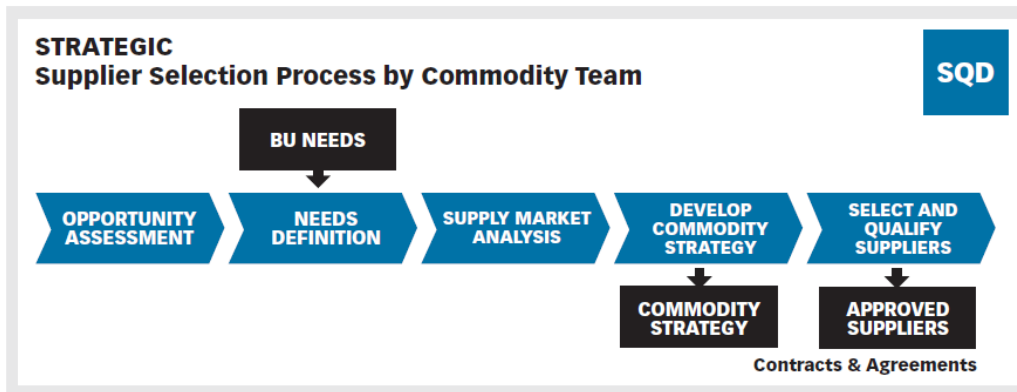 STRATEGIC
Supplier Selection Process by Commodity Team
SQD
BU NEEDS
OPPORTUNITY
ASSESSMENT
NEEDS
DEFINITION
SUPPLY MARKET
ANALYSIS
DEVELOP
COMMODITY
STRATEGY
SELECT AND
QUALIFY
SUPPLIERS
COMMODITY
STRATEGY
APPROVED
SUPPLIERS
Contracts & Agreements